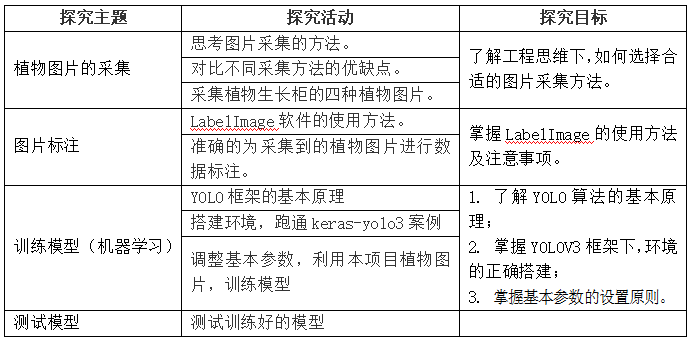 探究主题
探究活动
探究目标
植物图片的采集
思考图片采集的方法。
对比不同采集方法的优缺点。
采集植物生长柜的四种植物图片。
了解工程思维下,如何选择合
适的图片采集方法。
图片标注
LabelImage 软件的使用方法。
准确的为采集到的植物图片进行数
据标注。
掌握 LabelImage 的使用方法
及注意事项。
训练模型（机器学习）
YOLO 框架的基本原理
搭建环境，跑通 keras-yolo3 案例
调整基本参数，利用本项目植物图
片，训练模型
1. 了解 YOLO 算法的基本原
理；
2. 掌握 YOLOV3 框架下,环境
的正确搭建；
3. 掌握基本参数的设置原则。
测试模型
测试训练好的模型